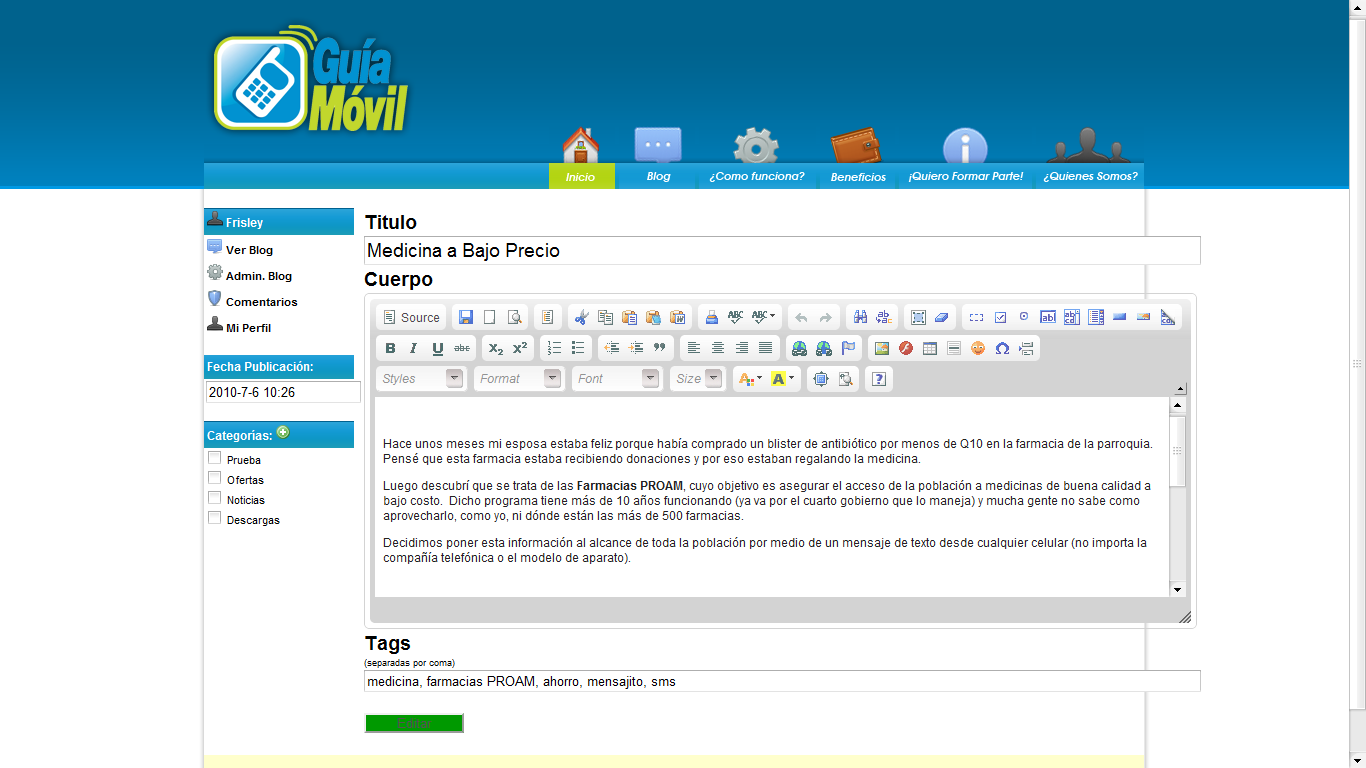 Guía
Móvil
Inicio
Blog
¿Como funciona?
Beneficios
¡Quiero Formar Parte!
¿Quienes Somos?
Frisley
Ver Blog
Admin. Blog
Comentarios
Mi Perfil
Fecha Publicación:
2010-7-6 10:26
Categorías:
Prueba
Ofertas
Noticias
Descargas
Titulo
Medicina a Bajo Precio
Cuerpo
Source
ABC
ABC
B I U abc X₂ X²
Styles
Format
Font
Size
A
A
?
Hace unos meses mi esposa estaba feliz porque había comprado un blister de antibiótico por menos de Q10 en la farmacia de la parroquia.
Pensé que esta farmacia estaba recibiendo donaciones y por eso estaban regalando la medicina.
Luego descubrí que se trata de las Farmacias PROAM, cuyo objetivo es asegurar el acceso de la población a medicinas de buena calidad a
bajo costo.  Dicho programa tiene más de 10 años funcionando (ya va por el cuarto gobierno que lo maneja) y mucha gente no sabe como
aprovecharlo, como yo, ni dónde están las más de 500 farmacias.
Decidimos poner esta información al alcance de toda la población por medio de un mensaje de texto desde cualquier celular (no importa la
compañía telefónica o el modelo de aparato).
Tags
(separadas por coma)
medicina, farmacias PROAM, ahorro, mensajito, sms
Editar